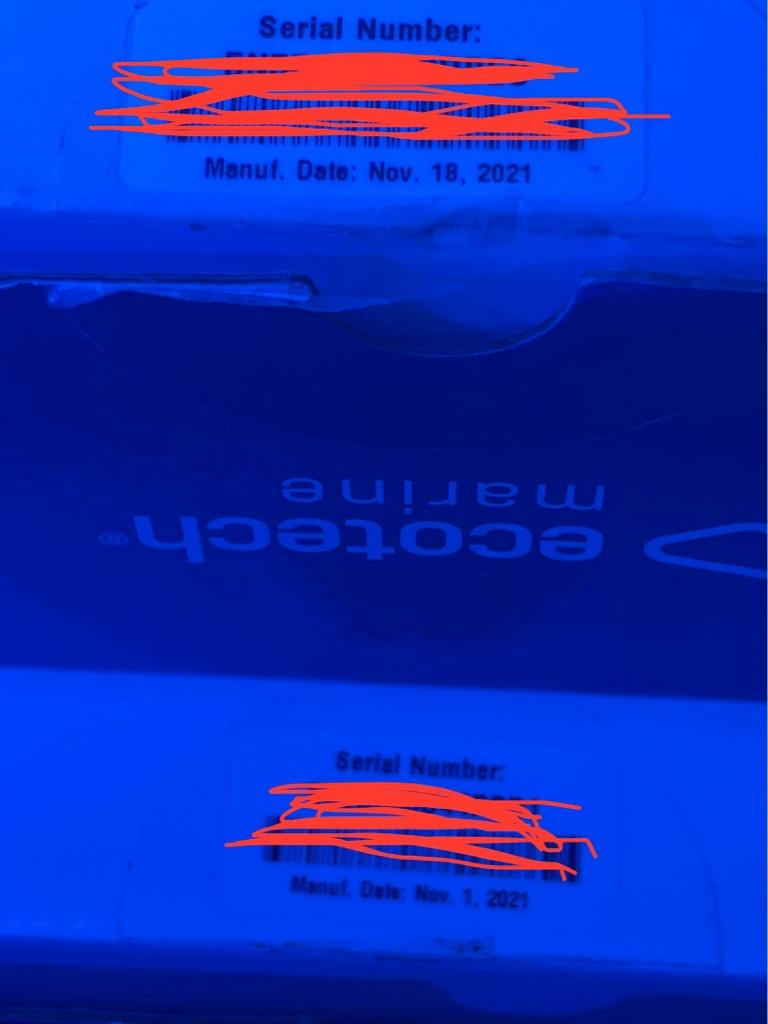 Serial Number:
Manuf. Date: Nov. 18, 2021
marine
ecotech®
Serial Number:
Manuf. Date: Nov. 1, 2021